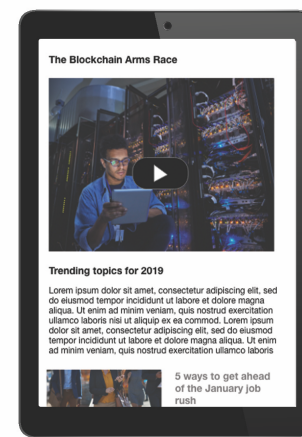 The Blockchain Arms Race
Trending topics for 2019
Lorem ipsum dolor sit amet, consectetur adipiscing elit, sed
do eiusmod tempor incididunt ut labore et dolore magna
aliqua. Ut enim ad minim veniam, quis nostrud exercitation
ullamco laboris nisi ut aliquip ex ea commod. Lorem ipsum
dolor sit amet, consectetur adipiscing elit, sed do eiusmod
tempor incididunt ut labore et dolore magna aliqua. Ut enim
ad minim veniam, quis nostrud exercitation ullamco laboris
5 ways to get ahead
of the January job
rush